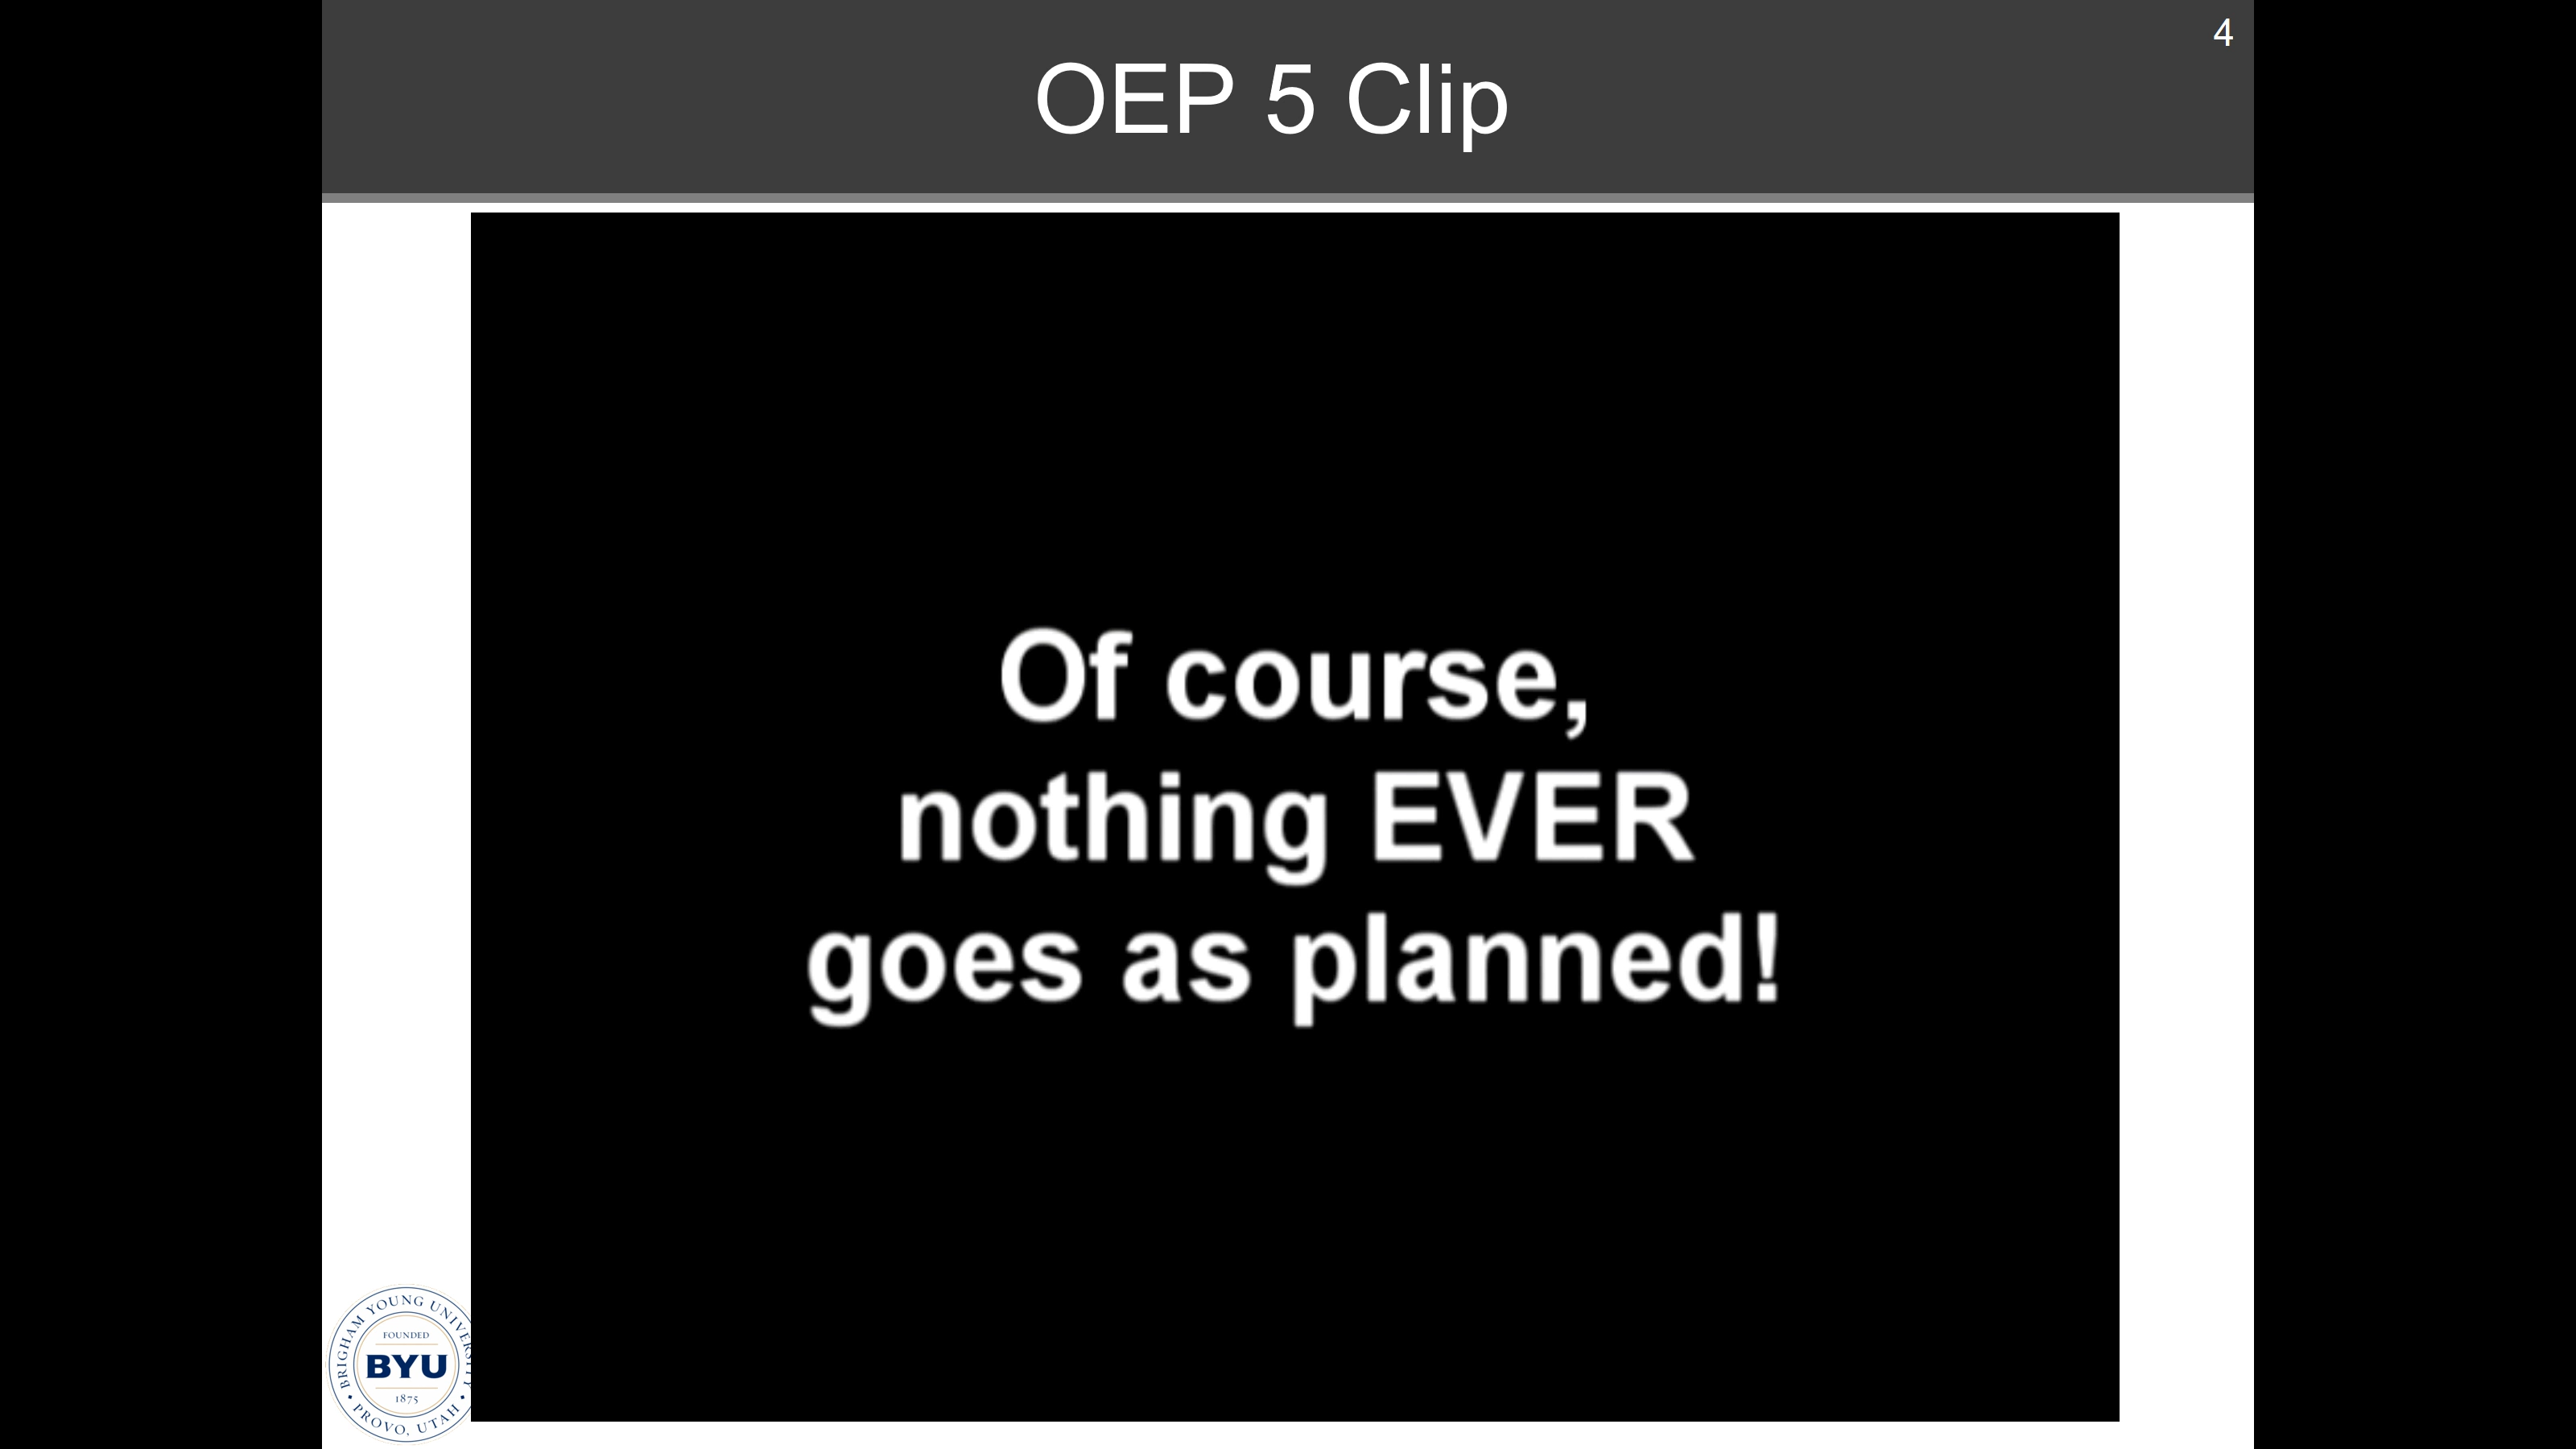 4
OEP 5 Clip
Of course,
nothing EVER
goes as planned!
BRIGHAM YOUNG UNIVERSITY
FOUNDED
BYU
1875
• PROVO, UTAH •